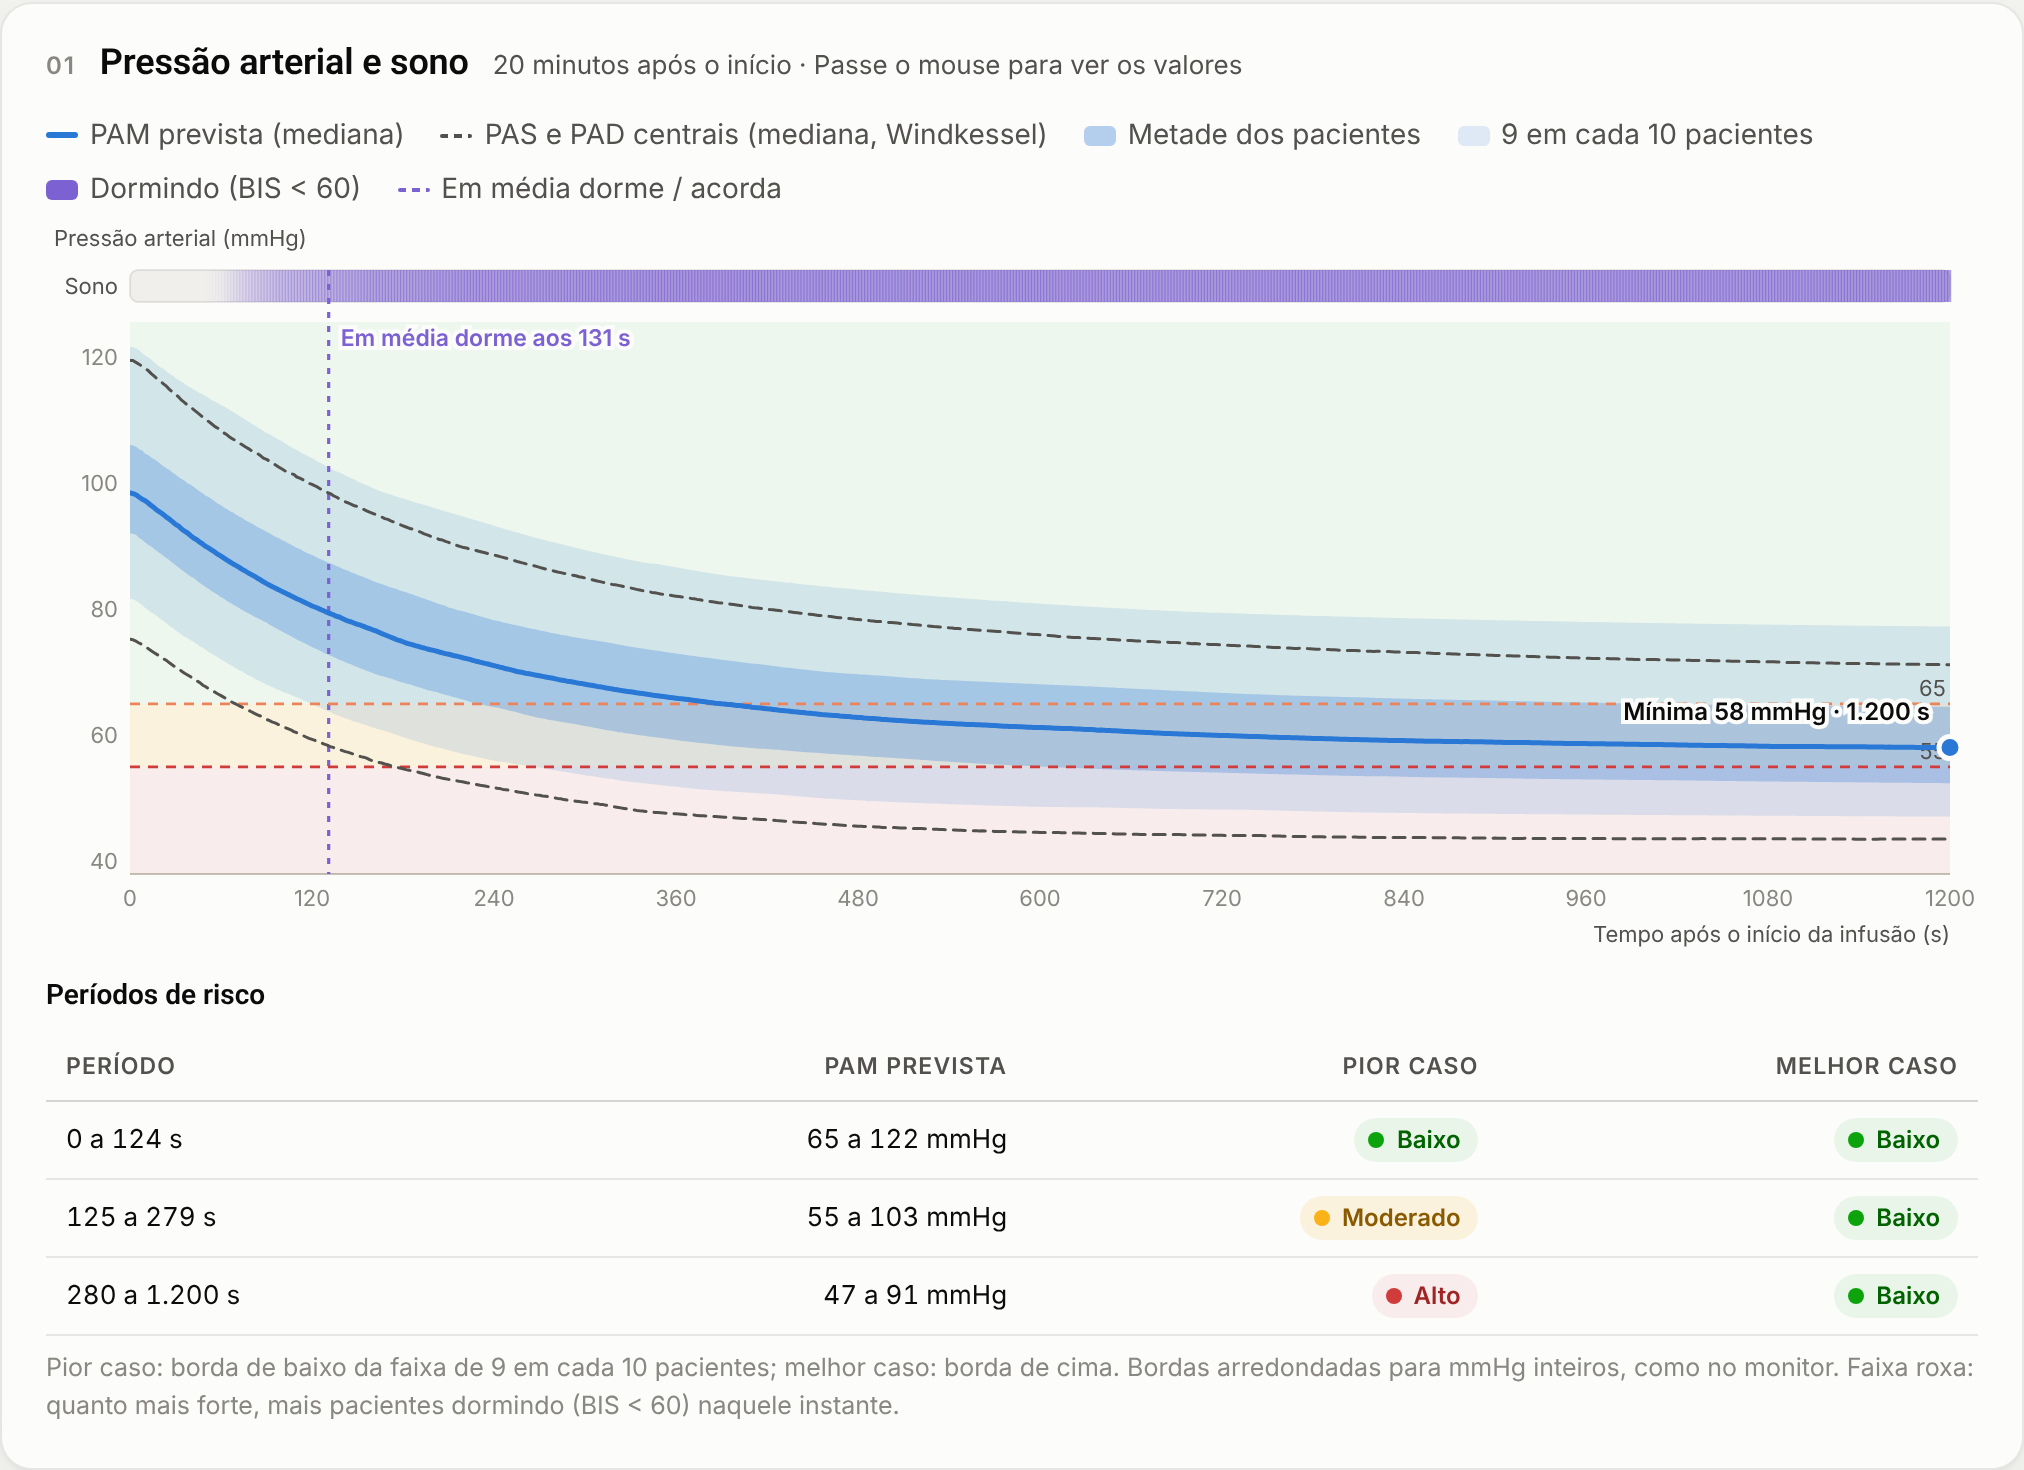 01 Pressão arterial e sono 20 minutos após o início · Passe o mouse para ver os valores
PAM prevista (mediana) PAS e PAD centrais (mediana, Windkessel) Metade dos pacientes 9 em cada 10 pacientes
Dormindo (BIS < 60) Em média dorme / acorda
Pressão arterial (mmHg)
Sono
Em média dorme aos 131 s
120
100
80
60
40
65
Mínima 58 mmHg · 1.200 s
0 120 240 360 480 600 720 840 960 1080 1200
Tempo após o início da infusão (s)
Períodos de risco
PERÍODO PAM PREVISTA PIOR CASO MELHOR CASO
0 a 124 s 65 a 122 mmHg Baixo Baixo
125 a 279 s 55 a 103 mmHg Moderado Baixo
280 a 1.200 s 47 a 91 mmHg Alto Baixo
Pior caso: borda de baixo da faixa de 9 em cada 10 pacientes; melhor caso: borda de cima. Bordas arredondadas para mmHg inteiros, como no monitor. Faixa roxa:
quanto mais forte, mais pacientes dormindo (BIS < 60) naquele instante.